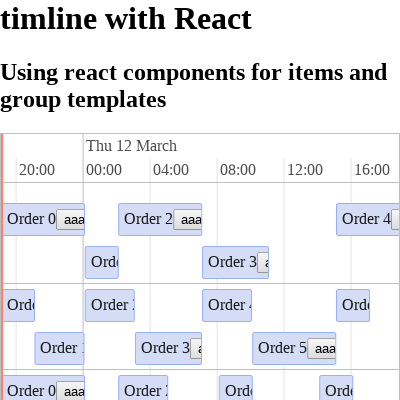 timline with React
Using react components for items and
group templates
Thu 12 March
20:00 00:00 04:00 08:00 12:00 16:00
Order 0 aaa Order 2 aaa Order 4
Order 3
Order
Order 3 Order 5 aaa
Order 0 aaa